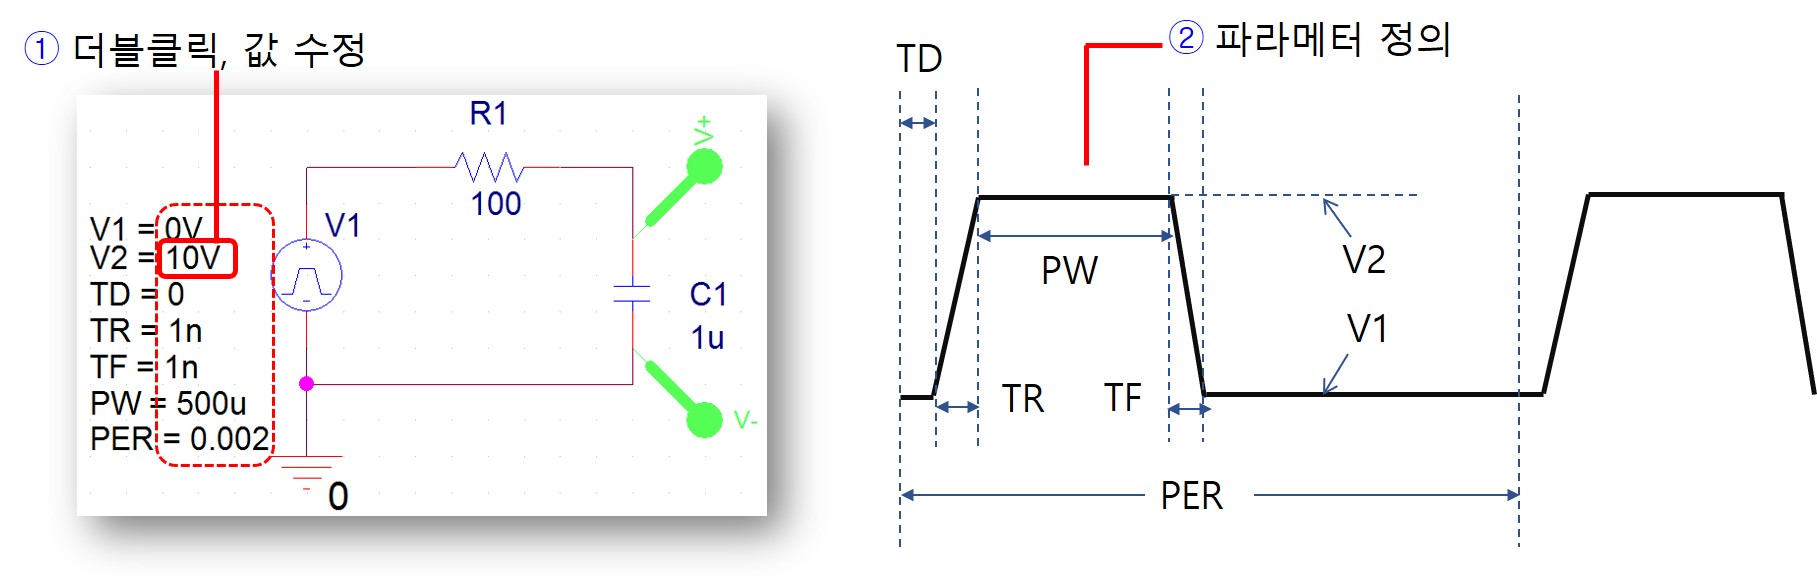 ① 더블클릭, 값 수정
R1
100
V+
V1 = 0V
V2 = 10V
TD = 0
TR = 1n
TF = 1n
PW = 500u
PER = 0.002
V1
C1
1u
V-
0
② 파라메터 정의
TD
PW
V2
V1
TR
TF
PER